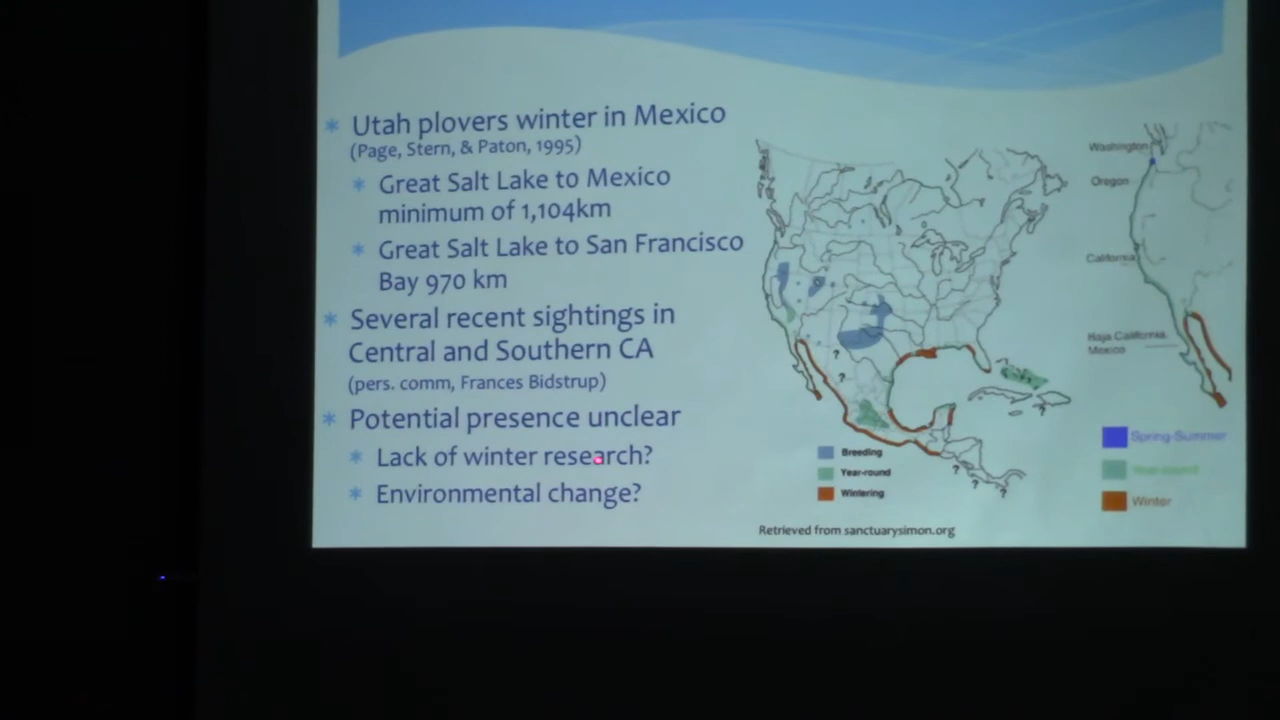 * Utah plovers winter in Mexico
(Page, Stern, & Paton, 1995)
* Great Salt Lake to Mexico
minimum of 1,104km
* Great Salt Lake to San Francisco
Bay 970 km
* Several recent sightings in
Central and Southern CA
(pers. comm, Frances Bidstrup)
* Potential presence unclear
* Lack of winter research?
* Environmental change?
?
?
?
?
?
?
Breeding
Year-round
Wintering
Retrieved from sanctuarysimon.org
Washington
Oregon
California
Baja California,
Mexico
Spring-Summer
Year-round
Winter